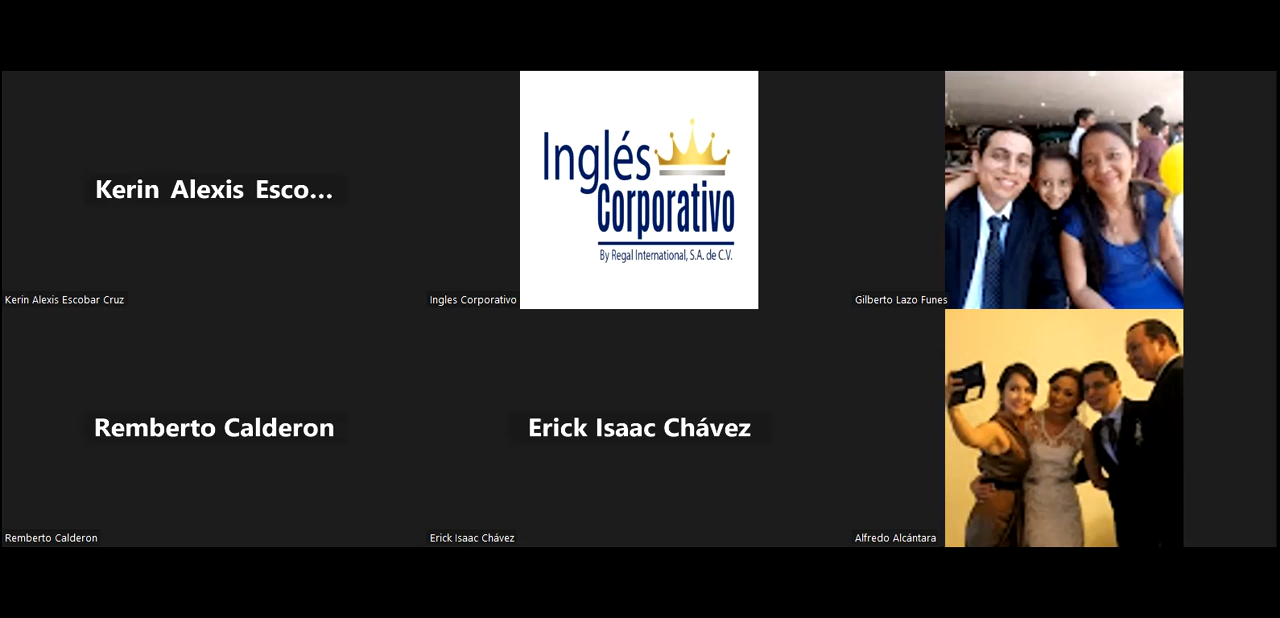 Kerin Alexis Esco...
Inglés
Corporativo
By Regal International, S.A. de C.V.
Kerin Alexis Escobar Cruz
Ingles Corporativo
Gilberto Lazo Funes
Remberto Calderon
Erick Isaac Chávez
Remberto Calderon
Erick Isaac Chávez
Alfredo Alcántara